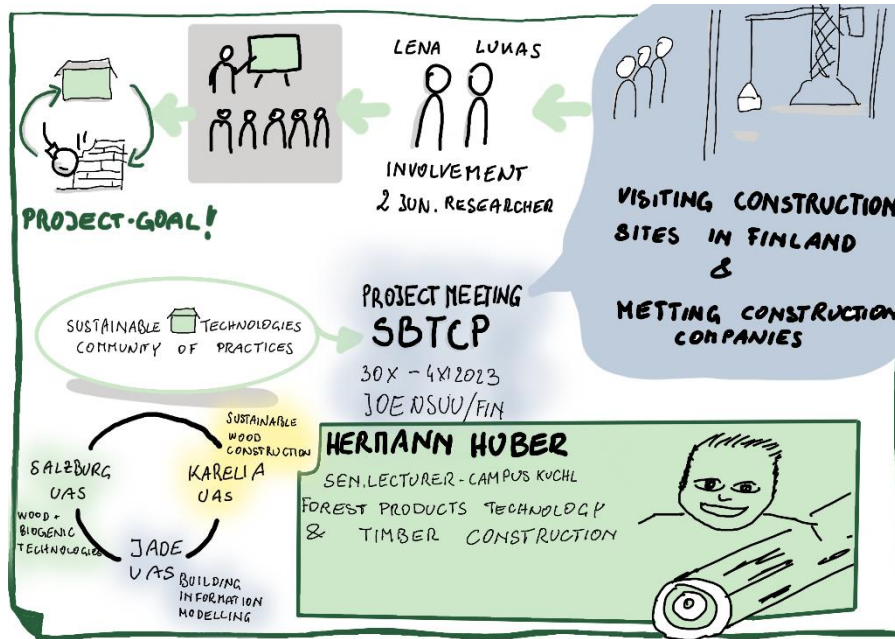 LENA LUKAS
INVOLVEMENT
2 JUN. RESEARCHER
PROJECT-GOAL!
VISITING CONSTRUCTION
SITES IN FINLAND
&
METTING CONSTRUCTION
COMPANIES
PROJECT MEETING
SBTCP
30X – 4XI2023
JOENSUU/FIN
SUSTAINABLE TECHNOLOGIES
COMMUNITY OF PRACTICES
SUSTAINABLE
WOOD
CONSTRUCTION
SALZBURG
UAS
KARELIA
UAS
WOOD +
BIOGENIC
TECHNOLOGIES
JADE
UAS
BUILDING
INFORMATION
MODELLING
HERMANN HUBER
SEN.LECTURER-CAMPUS KUCHL
FOREST PRODUCTS TECHNOLOGY
& TIMBER CONSTRUCTION